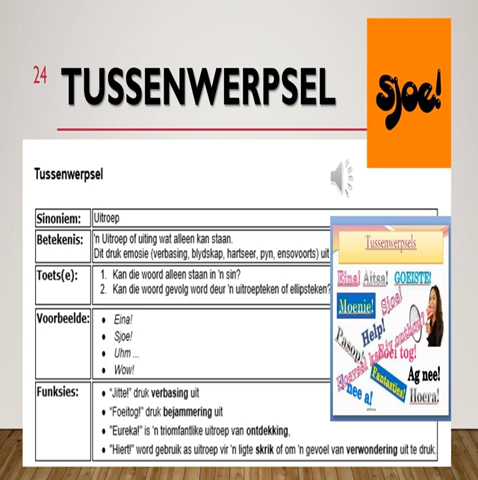 24
TUSSENWERPSEL
sjoe!
Tussenwerpsel
Sinoniem: Uitroep
Betekenis: 'n Uitroep of uiting wat alleen kan staan.
Dit druk emosie (verbasing, blydskap, hartseer, pyn, ensovoorts) uit
Toets(e): 1. Kan die woord alleen staan in 'n sin?
2. Kan die woord gevolg word deur 'n uitroepteken of ellipsteken?
Voorbeelde: • Eina!
• Sjoe!
• Uhm ...
• Wow!
Funksies: • "Jitte!" druk verbasing uit
• "Foeitog!" druk bejammering uit
• "Eureka!" is 'n triomfantlike uitroep van ontdekking,
• "Hiert!" word gebruik as uitroep vir 'n ligte skrik of om 'n gevoel van verwondering uit te druk.
Tussenwerpsels
Eina! Aitsa! GOEISTE!
Moenie!
Sjoe!
Help!
Pasop!
Foei tog!
Ag nee!
Fantasties!
nee a!
Hoera!